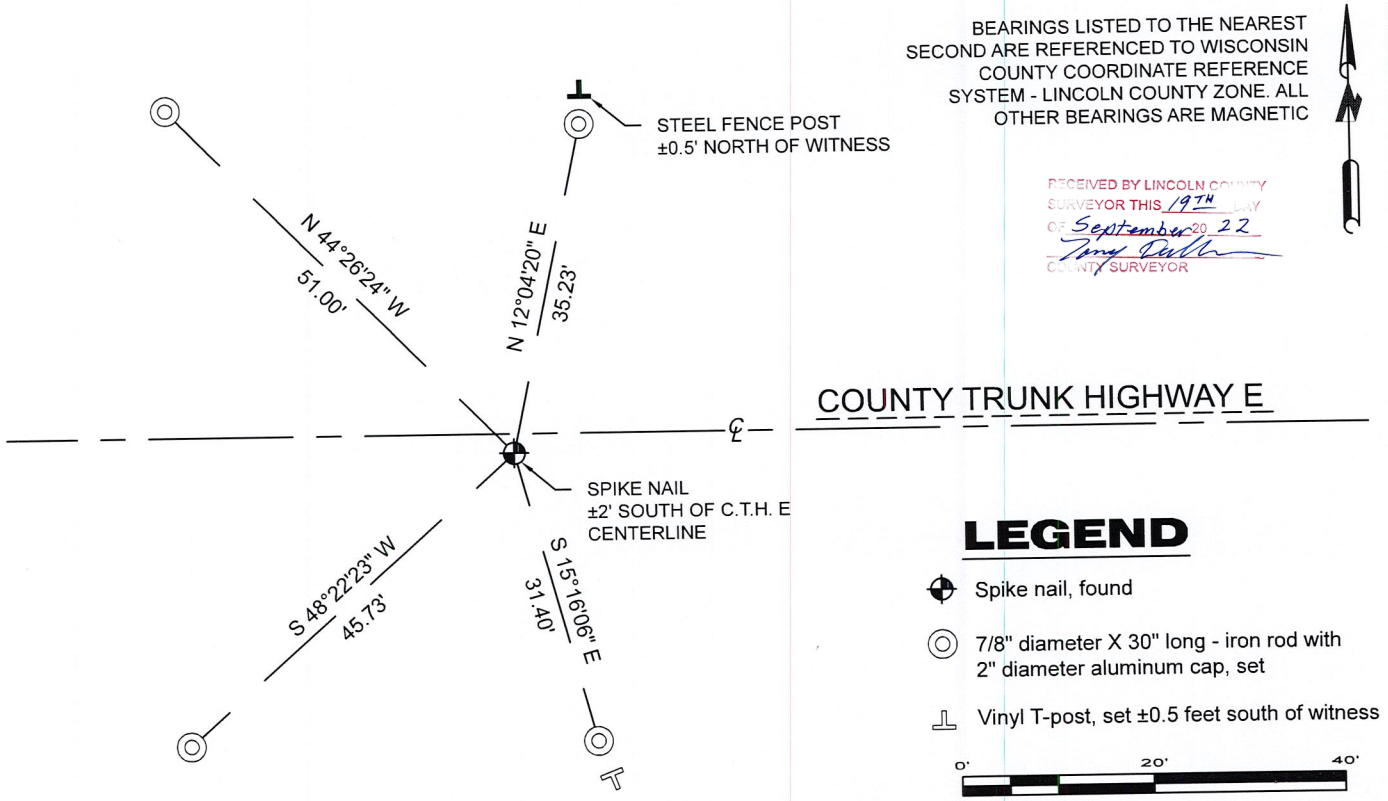 BEARINGS LISTED TO THE NEAREST
SECOND ARE REFERENCED TO WISCONSIN
COUNTY COORDINATE REFERENCE
SYSTEM - LINCOLN COUNTY ZONE. ALL
OTHER BEARINGS ARE MAGNETIC
N
STEEL FENCE POST
±0.5' NORTH OF WITNESS
RECEIVED BY LINCOLN COUNTY
SURVEYOR THIS 19TH DAY
OF September 20 22
COUNTY SURVEYOR
N 44°26'24" W
51.00'
N 12°04'20" E
35.23'
COUNTY TRUNK HIGHWAY E
℄
SPIKE NAIL
±2' SOUTH OF C.T.H. E
CENTERLINE
S 48°22'23" W
45.73'
S 15°16'06" E
31.40'
LEGEND
Spike nail, found
7/8" diameter X 30" long - iron rod with
2" diameter aluminum cap, set
Vinyl T-post, set ±0.5 feet south of witness
0' 20' 40'